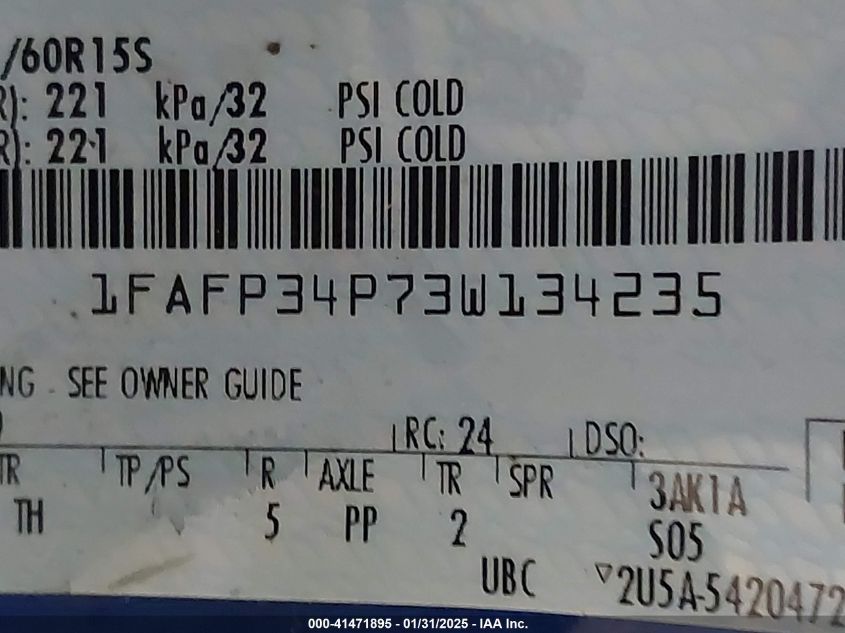 /60R15S
R): 221 kPa/32 PSI COLD
R): 221 kPa/32 PSI COLD
1FAFP34P73W134235
NG SEE OWNER GUIDE
RC: 24 DSO:
TR TP/PS R AXLE TR SPR 3AK1A
TH 5 PP 2 S05
UBC ▽2U5A-5420472
000-41471895 - 01/31/2025 - IAA Inc.